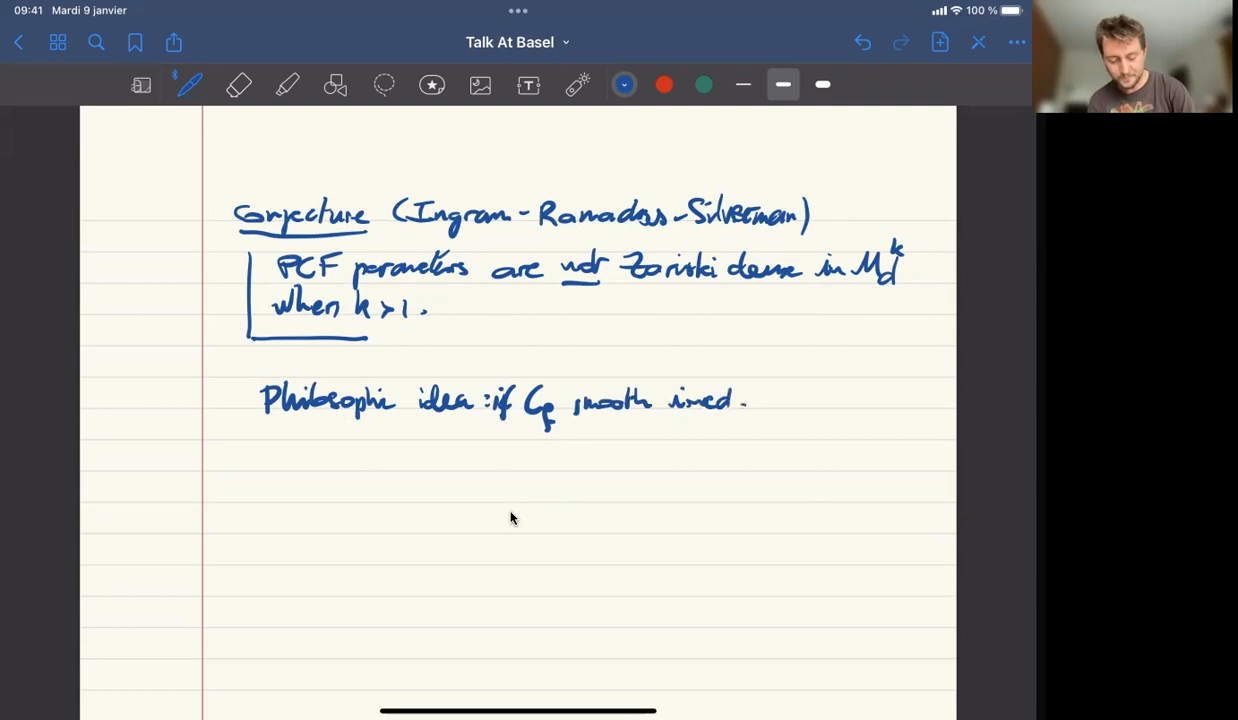 09:41 Mardi 9 janvier
100 %
Talk At Basel
Conjecture (Ingram-Ramadas-Silverman)
PCF parameters are not Zariski dense in M_d^k
when k > 1.
Philosophic idea : if C_f smooth irred.